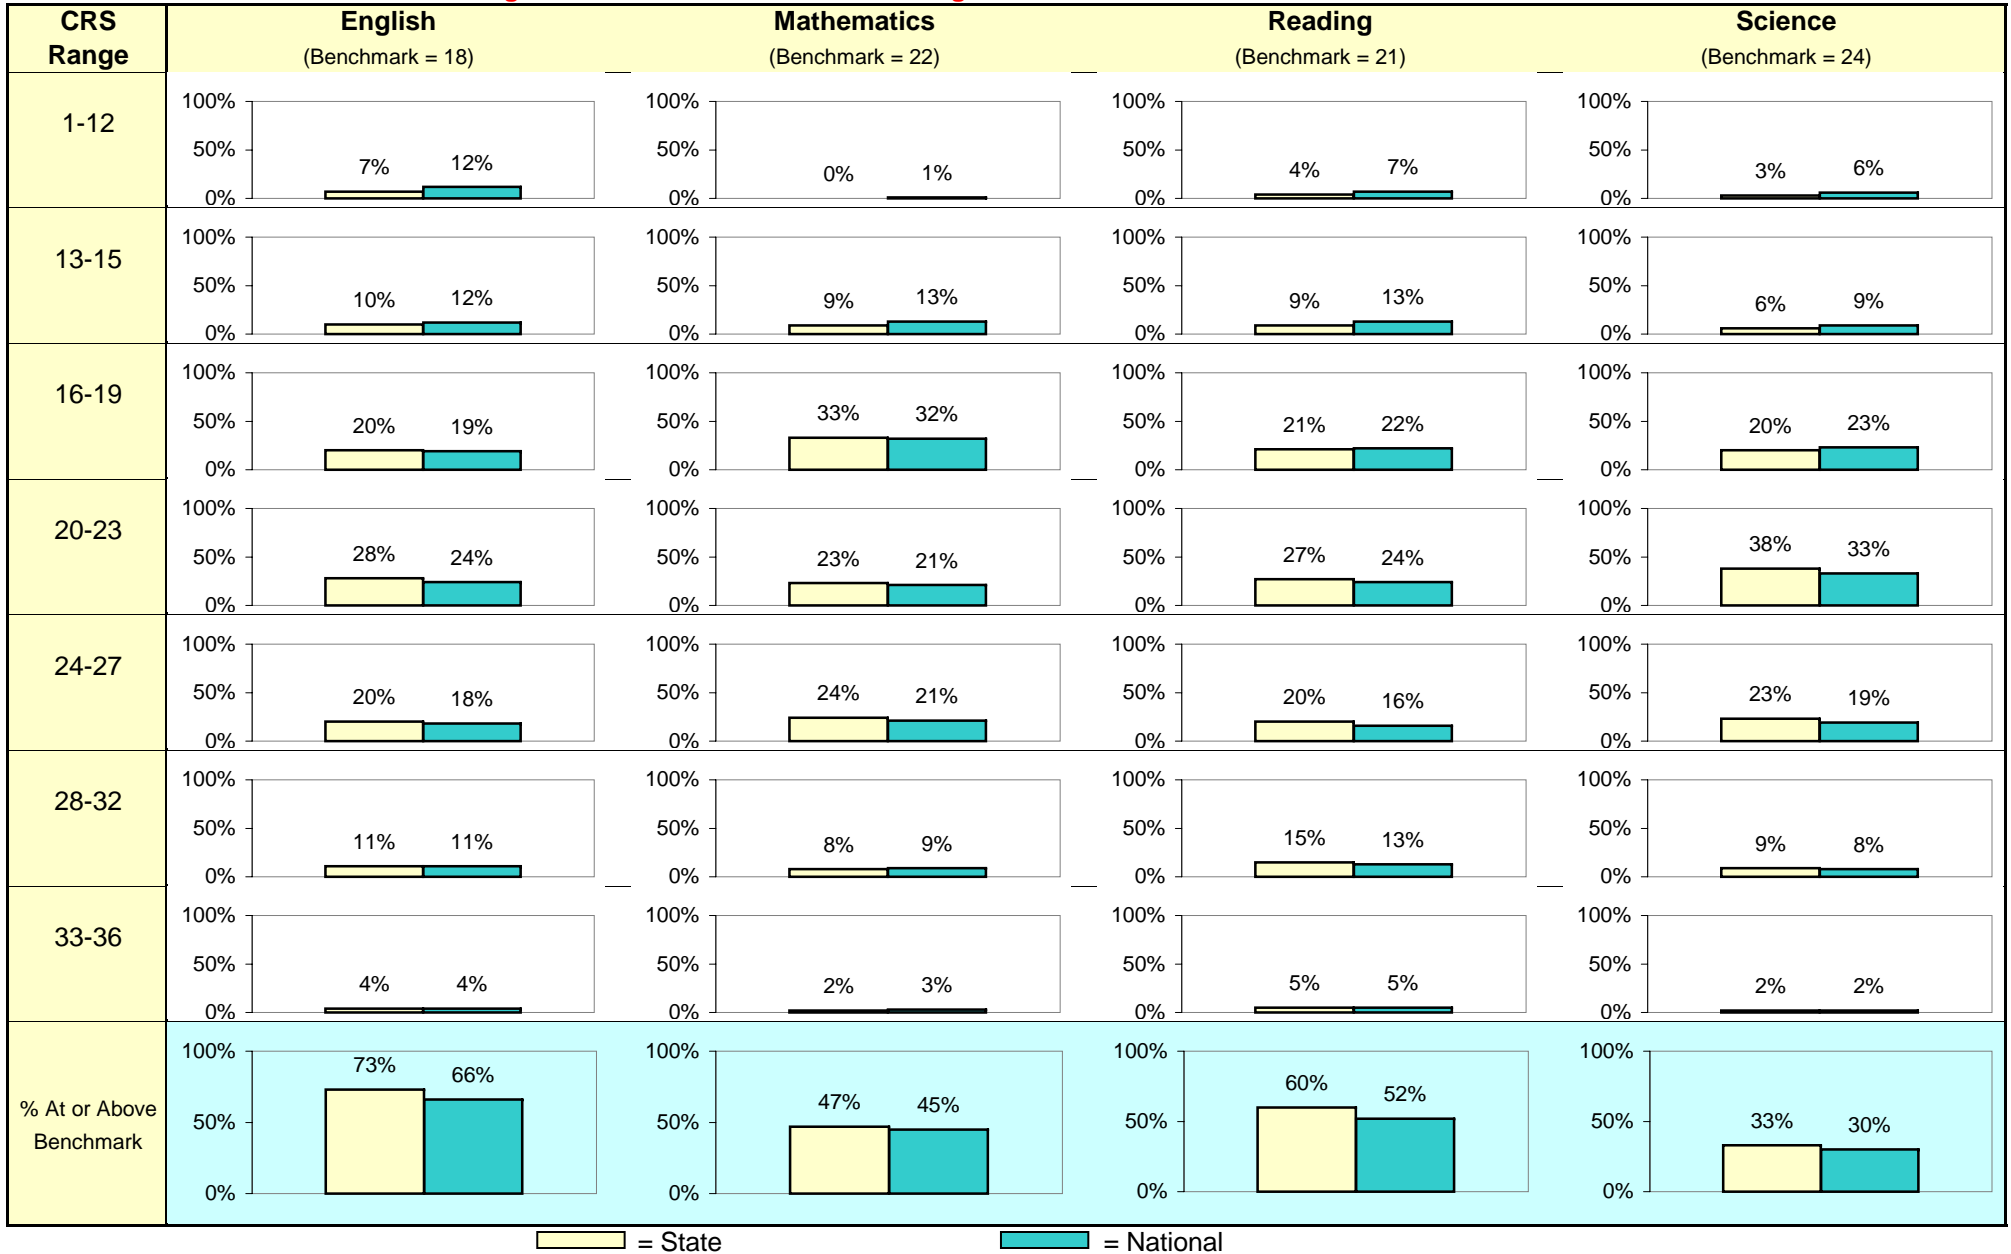 CRS Range English Mathematics Reading Science
(Benchmark = 18) (Benchmark = 22) (Benchmark = 21) (Benchmark = 24)
1-12
100% 100% 100% 100%
50% 7% 12% 50% 0% 1% 50% 4% 7% 50% 3% 6%
0% 0% 0% 0%
13-15
100% 100% 100% 100%
50% 10% 12% 50% 9% 13% 50% 9% 13% 50% 6% 9%
0% 0% 0% 0%
16-19
100% 100% 100% 100%
50% 20% 19% 50% 33% 32% 50% 21% 22% 50% 20% 23%
0% 0% 0% 0%
20-23
100% 100% 100% 100%
50% 28% 24% 50% 23% 21% 50% 27% 24% 50% 38% 33%
0% 0% 0% 0%
24-27
100% 100% 100% 100%
50% 20% 18% 50% 24% 21% 50% 20% 16% 50% 23% 19%
0% 0% 0% 0%
28-32
100% 100% 100% 100%
50% 11% 11% 50% 8% 9% 50% 15% 13% 50% 9% 8%
0% 0% 0% 0%
33-36
100% 100% 100% 100%
50% 4% 4% 50% 2% 3% 50% 5% 5% 50% 2% 2%
0% 0% 0% 0%
% At or Above
Benchmark
100% 73% 66% 100% 47% 45% 100% 60% 52% 100% 33% 30%
50% 50% 50% 50%
0% 0% 0% 0%
= State = National